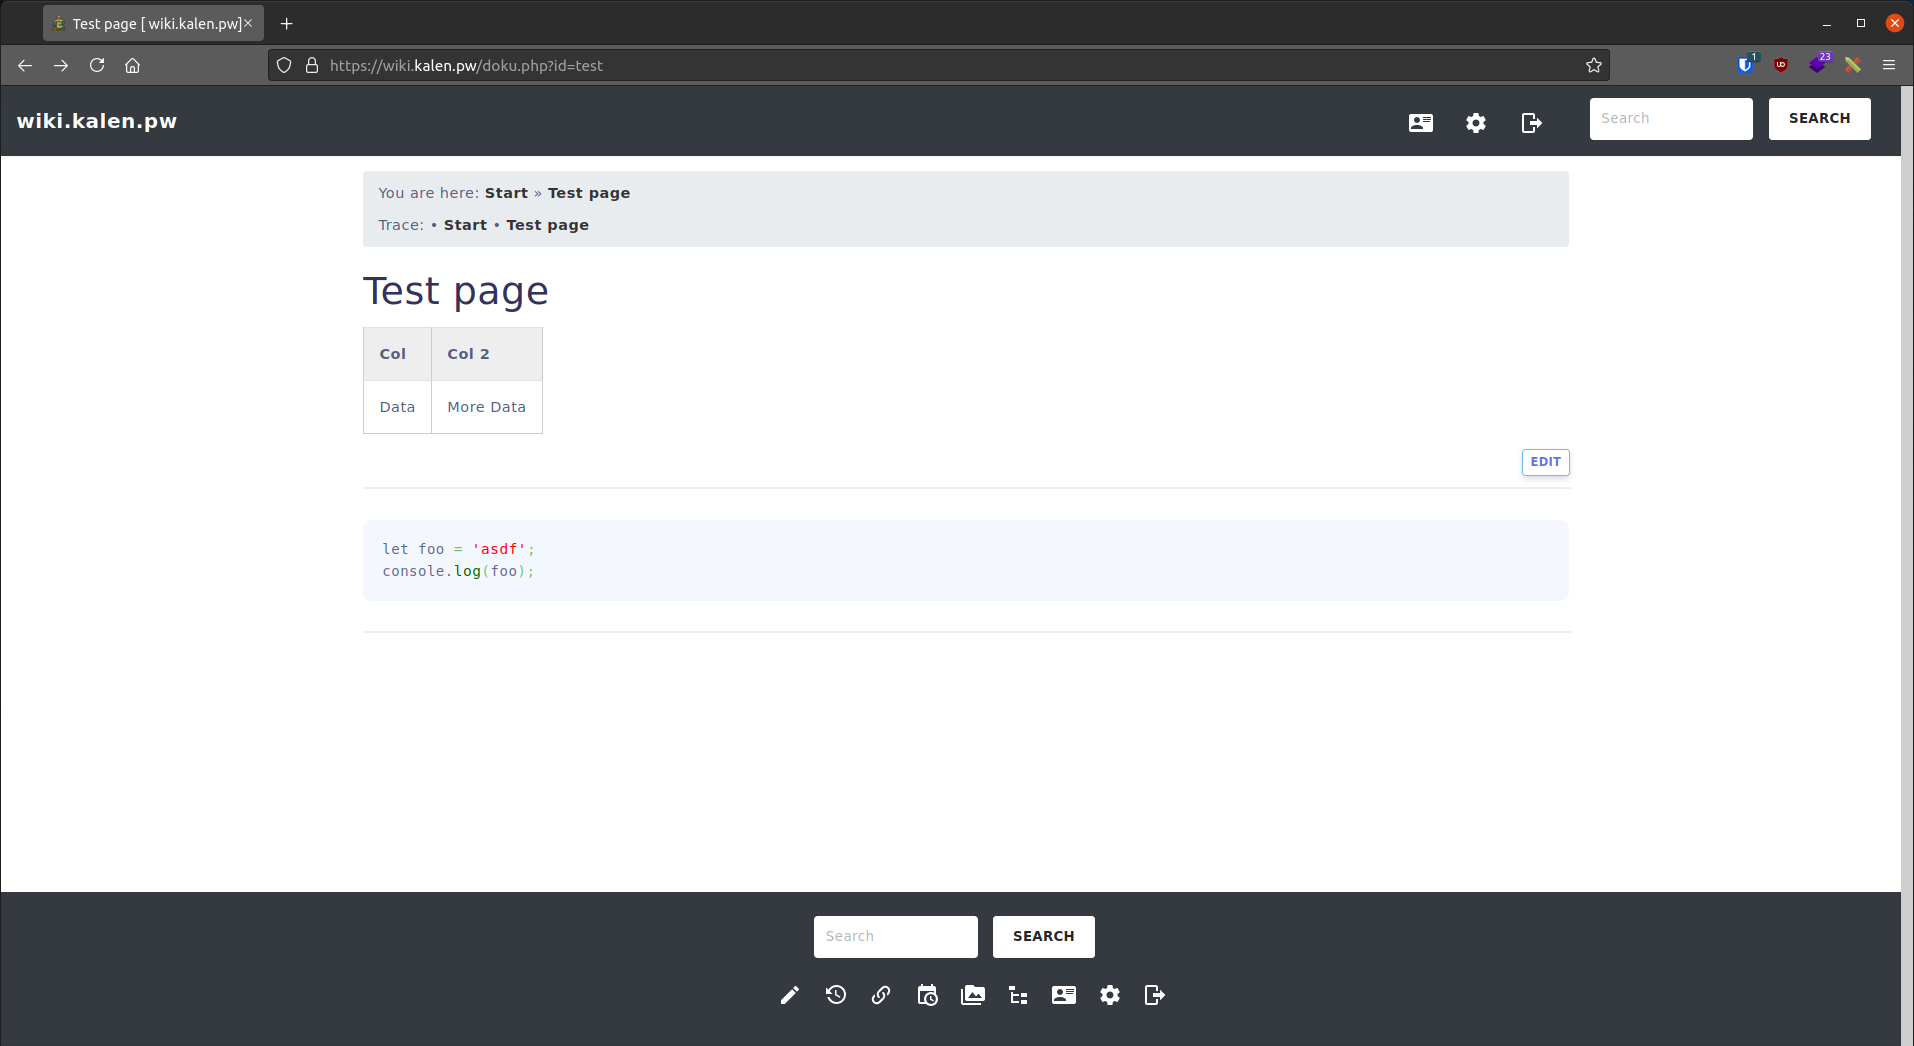 Test page [ wiki.kalen.pw]
https://wiki.kalen.pw/doku.php?id=test
1
23
wiki.kalen.pw
Search
SEARCH
You are here: Start » Test page
Trace: • Start • Test page
Test page
Col Col 2
Data More Data
EDIT
let foo = 'asdf';
console.log(foo);
Search
SEARCH